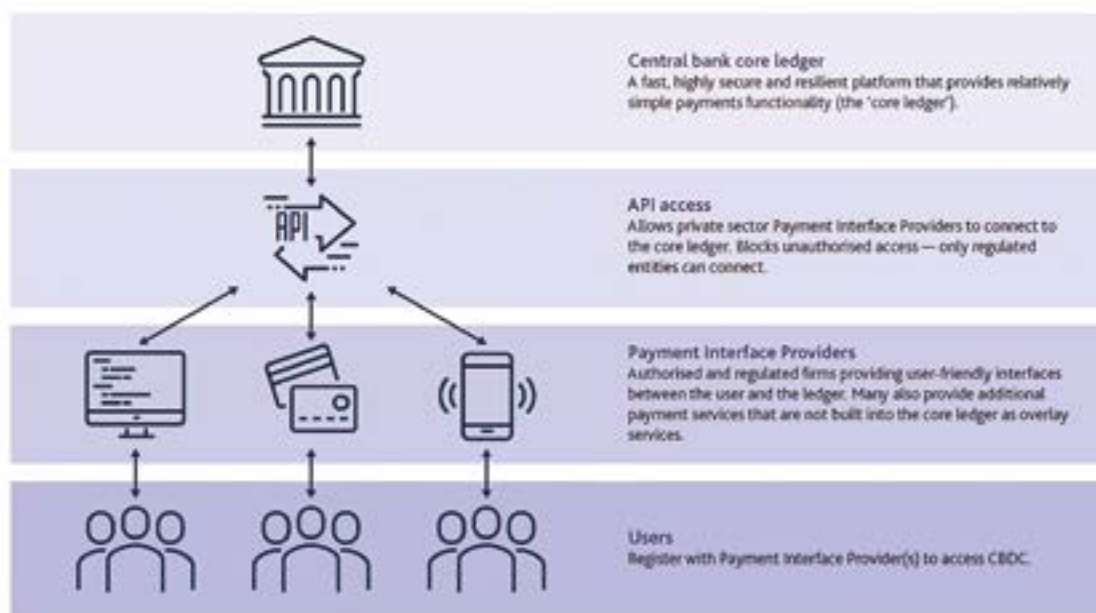 Central bank core ledger
A fast, highly secure and resilient platform that provides relatively
simple payments functionality (the 'core ledger').
API
API access
Allows private sector Payment Interface Providers to connect to
the core ledger. Blocks unauthorised access — only regulated
entities can connect.
Payment Interface Providers
Authorised and regulated firms providing user-friendly interfaces
between the user and the ledger. Many also provide additional
payment services that are not built into the core ledger as overlay
services.
Users
Register with Payment Interface Provider(s) to access CBDC.